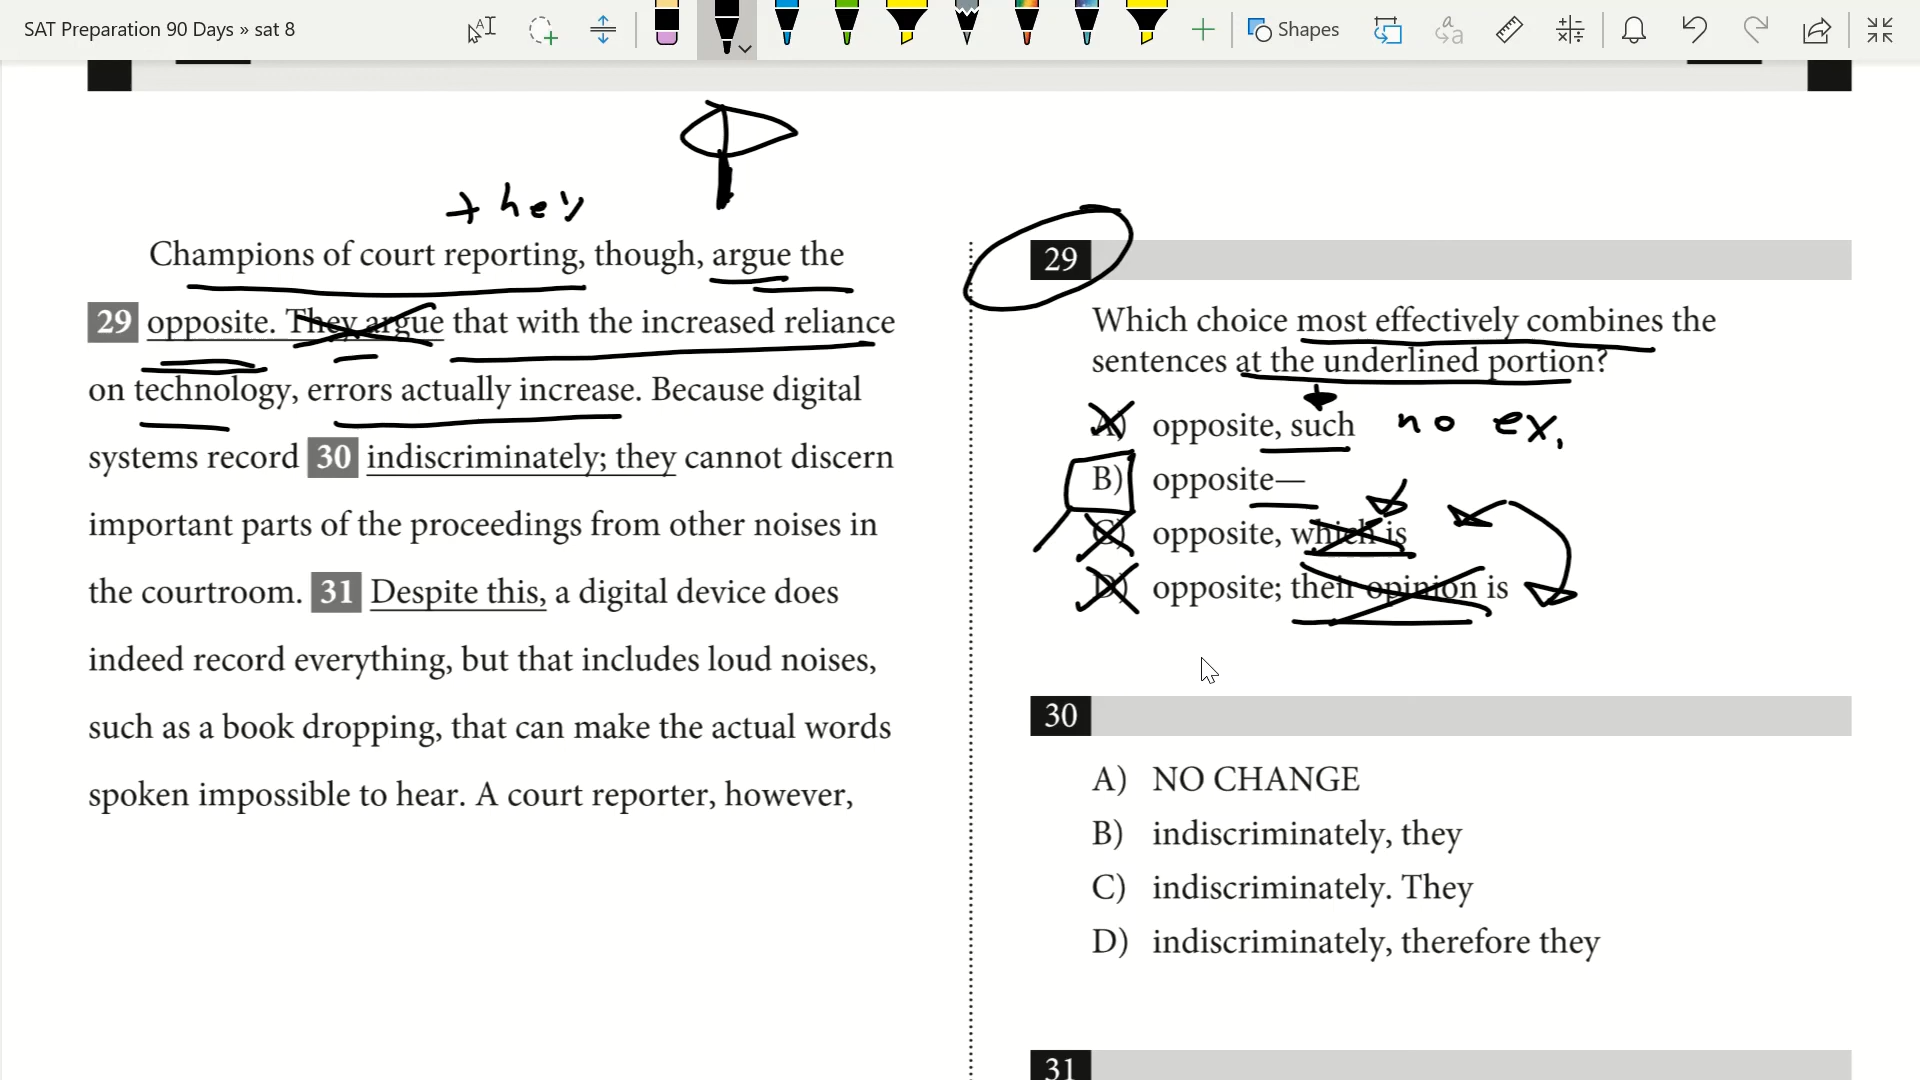 SAT Preparation 90 Days » sat 8
Shapes
they
Champions of court reporting, though, argue the
29 opposite. They argue that with the increased reliance
on technology, errors actually increase. Because digital
systems record 30 indiscriminately; they cannot discern
important parts of the proceedings from other noises in
the courtroom. 31 Despite this, a digital device does
indeed record everything, but that includes loud noises,
such as a book dropping, that can make the actual words
spoken impossible to hear. A court reporter, however,
29
Which choice most effectively combines the
sentences at the underlined portion?
A) opposite, such no ex.
B) opposite—
C) opposite, which is
D) opposite; their opinion is
30
A) NO CHANGE
B) indiscriminately, they
C) indiscriminately. They
D) indiscriminately, therefore they
31